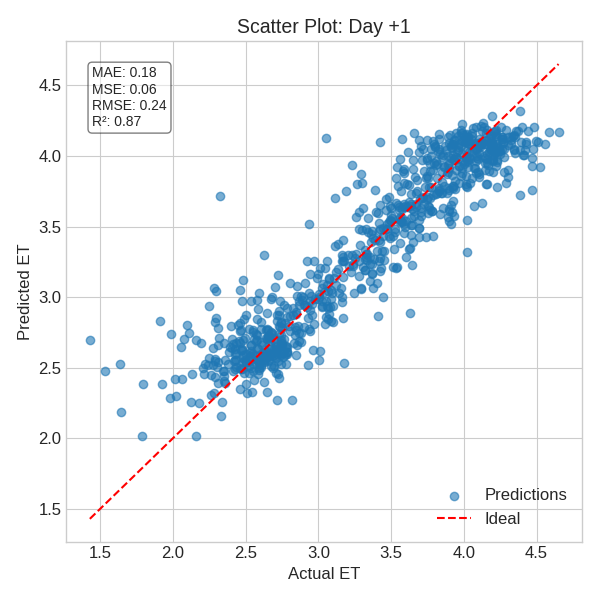 Scatter Plot: Day +1
MAE: 0.18
MSE: 0.06
RMSE: 0.24
R²: 0.87
4.5
4.0
3.5
3.0
2.5
2.0
1.5
Predicted ET
Predictions
Ideal
1.5 2.0 2.5 3.0 3.5 4.0 4.5
Actual ET